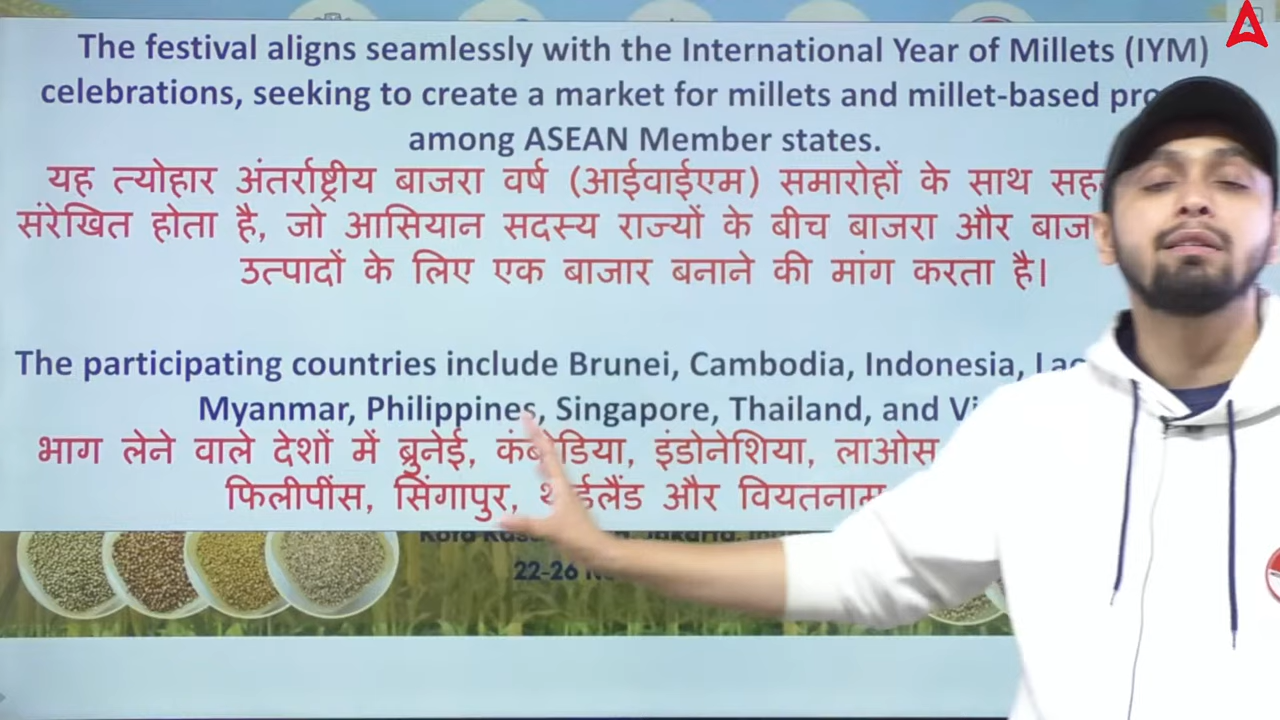 The festival aligns seamlessly with the International Year of Millets (IYM)
celebrations, seeking to create a market for millets and millet-based
among ASEAN Member states.
यह त्योहार अंतर्राष्ट्रीय बाजरा वर्ष (आईवाईएम) समारोहों के साथ
संरेखित होता है, जो आसियान सदस्य राज्यों के बीच बाजरा और
उत्पादों के लिए एक बाजार बनाने की मांग करता है।
The participating countries include Brunei, Cambodia, Indonesia,
Myanmar, Philippines, Singapore, Thailand, and
भाग लेने वाले देशों में ब्रुनेई, कंबोडिया, इंडोनेशिया, लाओस
फिलीपींस, सिंगापुर, थाईलैंड और वियतनाम
22-26